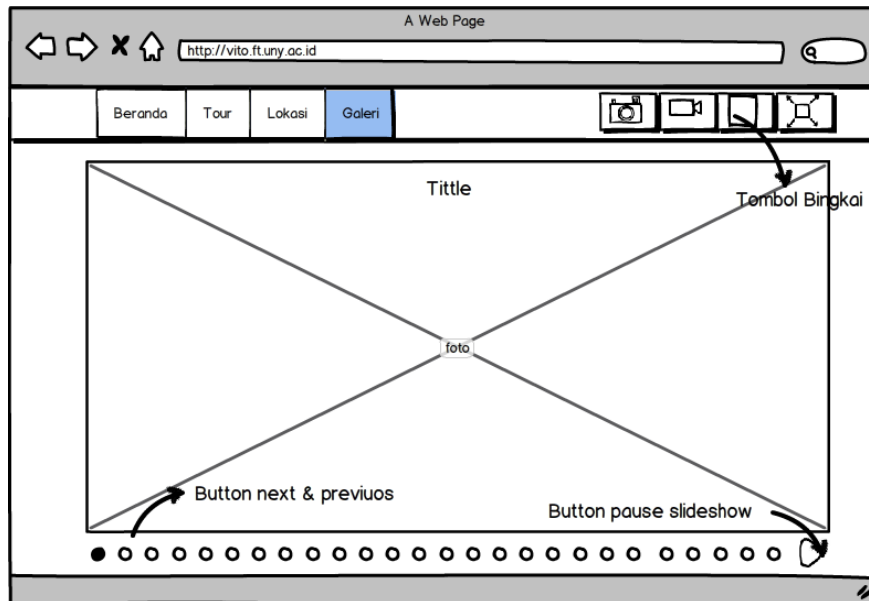 A Web Page
http://vito.ft.uny.ac.id
Beranda
Tour
Lokasi
Galeri
Tittle
Tombol Bingkai
foto
Button next & previuos
Button pause slideshow